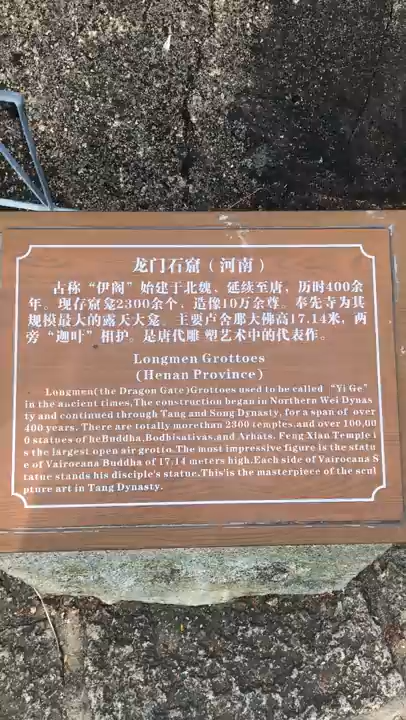 龙门石窟（河南）
古称“伊阁”始建于北魏，延续至唐，历时400余
年。现存窟龛2300余个，造像10万余尊。奉先寺为其
规模最大的露天大龛。主要卢舍那大佛高17.14米，两
旁“迦叶”相护。是唐代雕塑艺术中的代表作。
Longmen Grottoes
(Henan Province)
Longmen(the Dragon Gate)Grottoes used to be called “Yi Ge”
in the ancient times,The construction began in Northern Wei Dynas
ty and continued through Tang and Song Dynasty, for a span of over
400 years. There are totally morethan 2300 temples,and over 100,00
0 statues of heBuddha,Bodhisativas,and Arhats. Feng Xian Temple i
s the largest open air grotto.The most impressive figure is the statu
e of Vairocana Buddha of 17.14 meters high.Each side of Vairocana S
tatue stands his disciple's statue.This'is the masterpiece of the scul
pture art in Tang Dynasty.